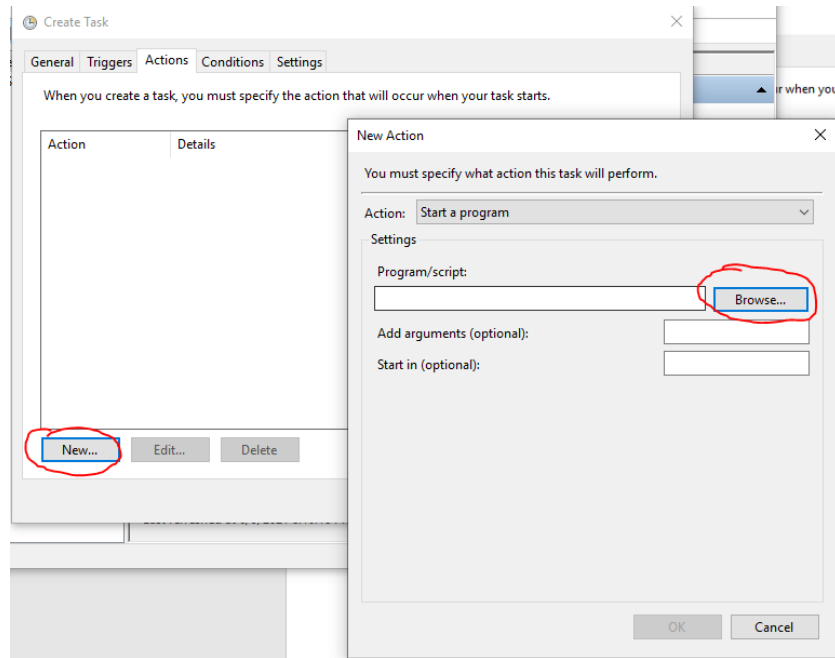 Create Task
General Triggers Actions Conditions Settings
r when you
When you create a task, you must specify the action that will occur when your task starts.
Action Details
New Action
You must specify what action this task will perform.
Action: Start a program
Settings
Program/script:
Browse...
Add arguments (optional):
Start in (optional):
New... Edit... Delete
OK Cancel